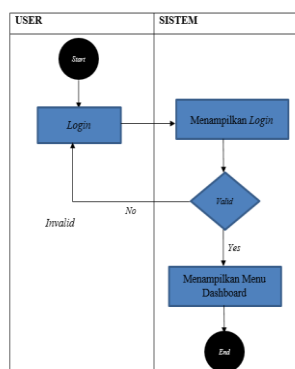 USER
SISTEM
Start
Login
Menampilkan Login
Valid
No
Invalid
Yes
Menampilkan Menu
Dashboard
End